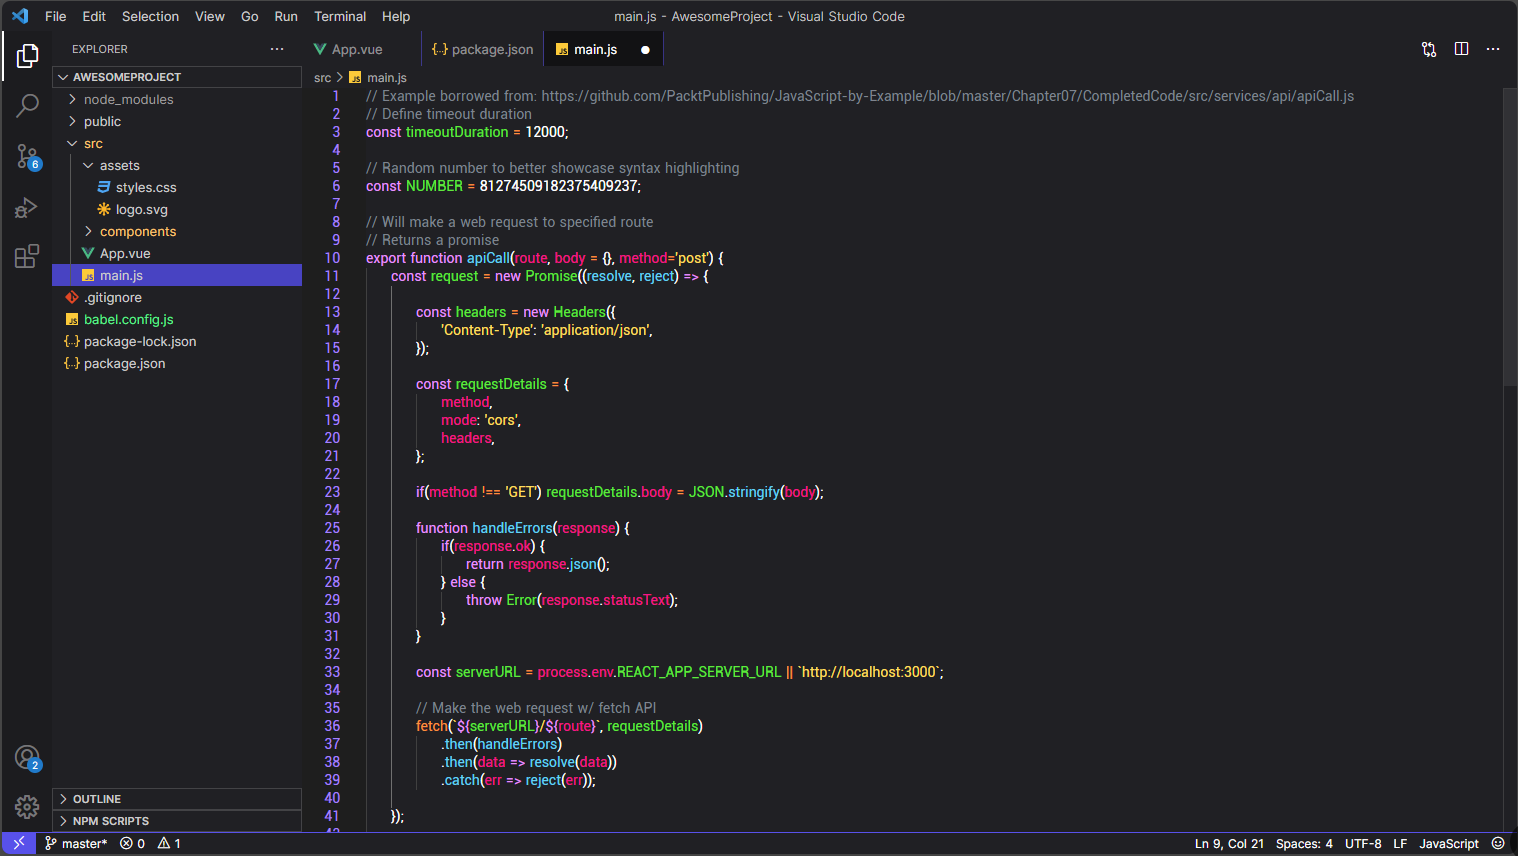 File Edit Selection View Go Run Terminal Help
main.js - AwesomeProject - Visual Studio Code
EXPLORER
AWESOMEPROJECT
node_modules
public
src
assets
styles.css
logo.svg
components
App.vue
main.js
.gitignore
babel.config.js
package-lock.json
package.json
OUTLINE
NPM SCRIPTS
6
2
App.vue {..} package.json JS main.js
src > JS main.js
1 // Example borrowed from: https://github.com/PacktPublishing/JavaScript-by-Example/blob/master/Chapter07/CompletedCode/src/services/api/apiCall.js
2 // Define timeout duration
3 const timeoutDuration = 12000;
4
5 // Random number to better showcase syntax highlighting
6 const NUMBER = 81274509182375409237;
7
8 // Will make a web request to specified route
9 // Returns a promise
10 export function apiCall(route, body = {}, method='post') {
11 const request = new Promise((resolve, reject) => {
12
13 const headers = new Headers({
14 'Content-Type': 'application/json',
15 });
16
17 const requestDetails = {
18 method,
19 mode: 'cors',
20 headers,
21 };
22
23 if(method !== 'GET') requestDetails.body = JSON.stringify(body);
24
25 function handleErrors(response) {
26 if(response.ok) {
27 return response.json();
28 } else {
29 throw Error(response.statusText);
30 }
31 }
32
33 const serverURL = process.env.REACT_APP_SERVER_URL || `http://localhost:3000`;
34
35 // Make the web request w/ fetch API
36 fetch(`${serverURL}/${route}`, requestDetails)
37 .then(handleErrors)
38 .then(data => resolve(data))
39 .catch(err => reject(err));
40
41 });
master* 0 1
Ln 9, Col 21 Spaces: 4 UTF-8 LF JavaScript